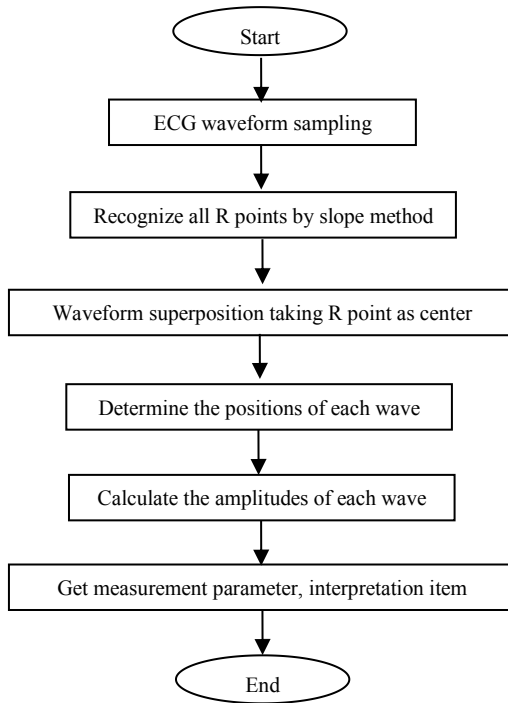 Start
ECG waveform sampling
Recognize all R points by slope method
Waveform superposition taking R point as center
Determine the positions of each wave
Calculate the amplitudes of each wave
Get measurement parameter, interpretation item
End